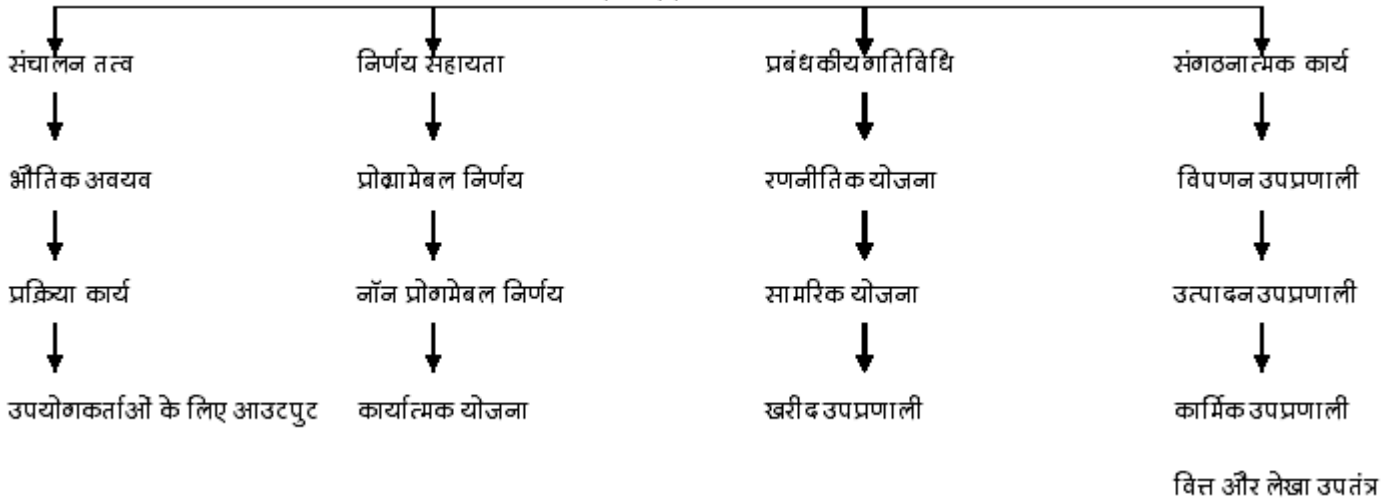 संचालन तत्व
निर्णय सहायता
प्रबंधकीय गतिविधि
संगठनात्मक कार्य
भौतिक अवयव
प्रोग्रामेबल निर्णय
रणनीतिक योजना
विपणन उपप्रणाली
प्रक्रिया कार्य
नॉन प्रोगमेबल निर्णय
सामरिक योजना
उत्पादन उपप्रणाली
उपयोगकर्ताओं के लिए आउटपुट
कार्यात्मक योजना
खरीद उपप्रणाली
कार्मिक उपप्रणाली
वित्त और लेखा उपतंत्र